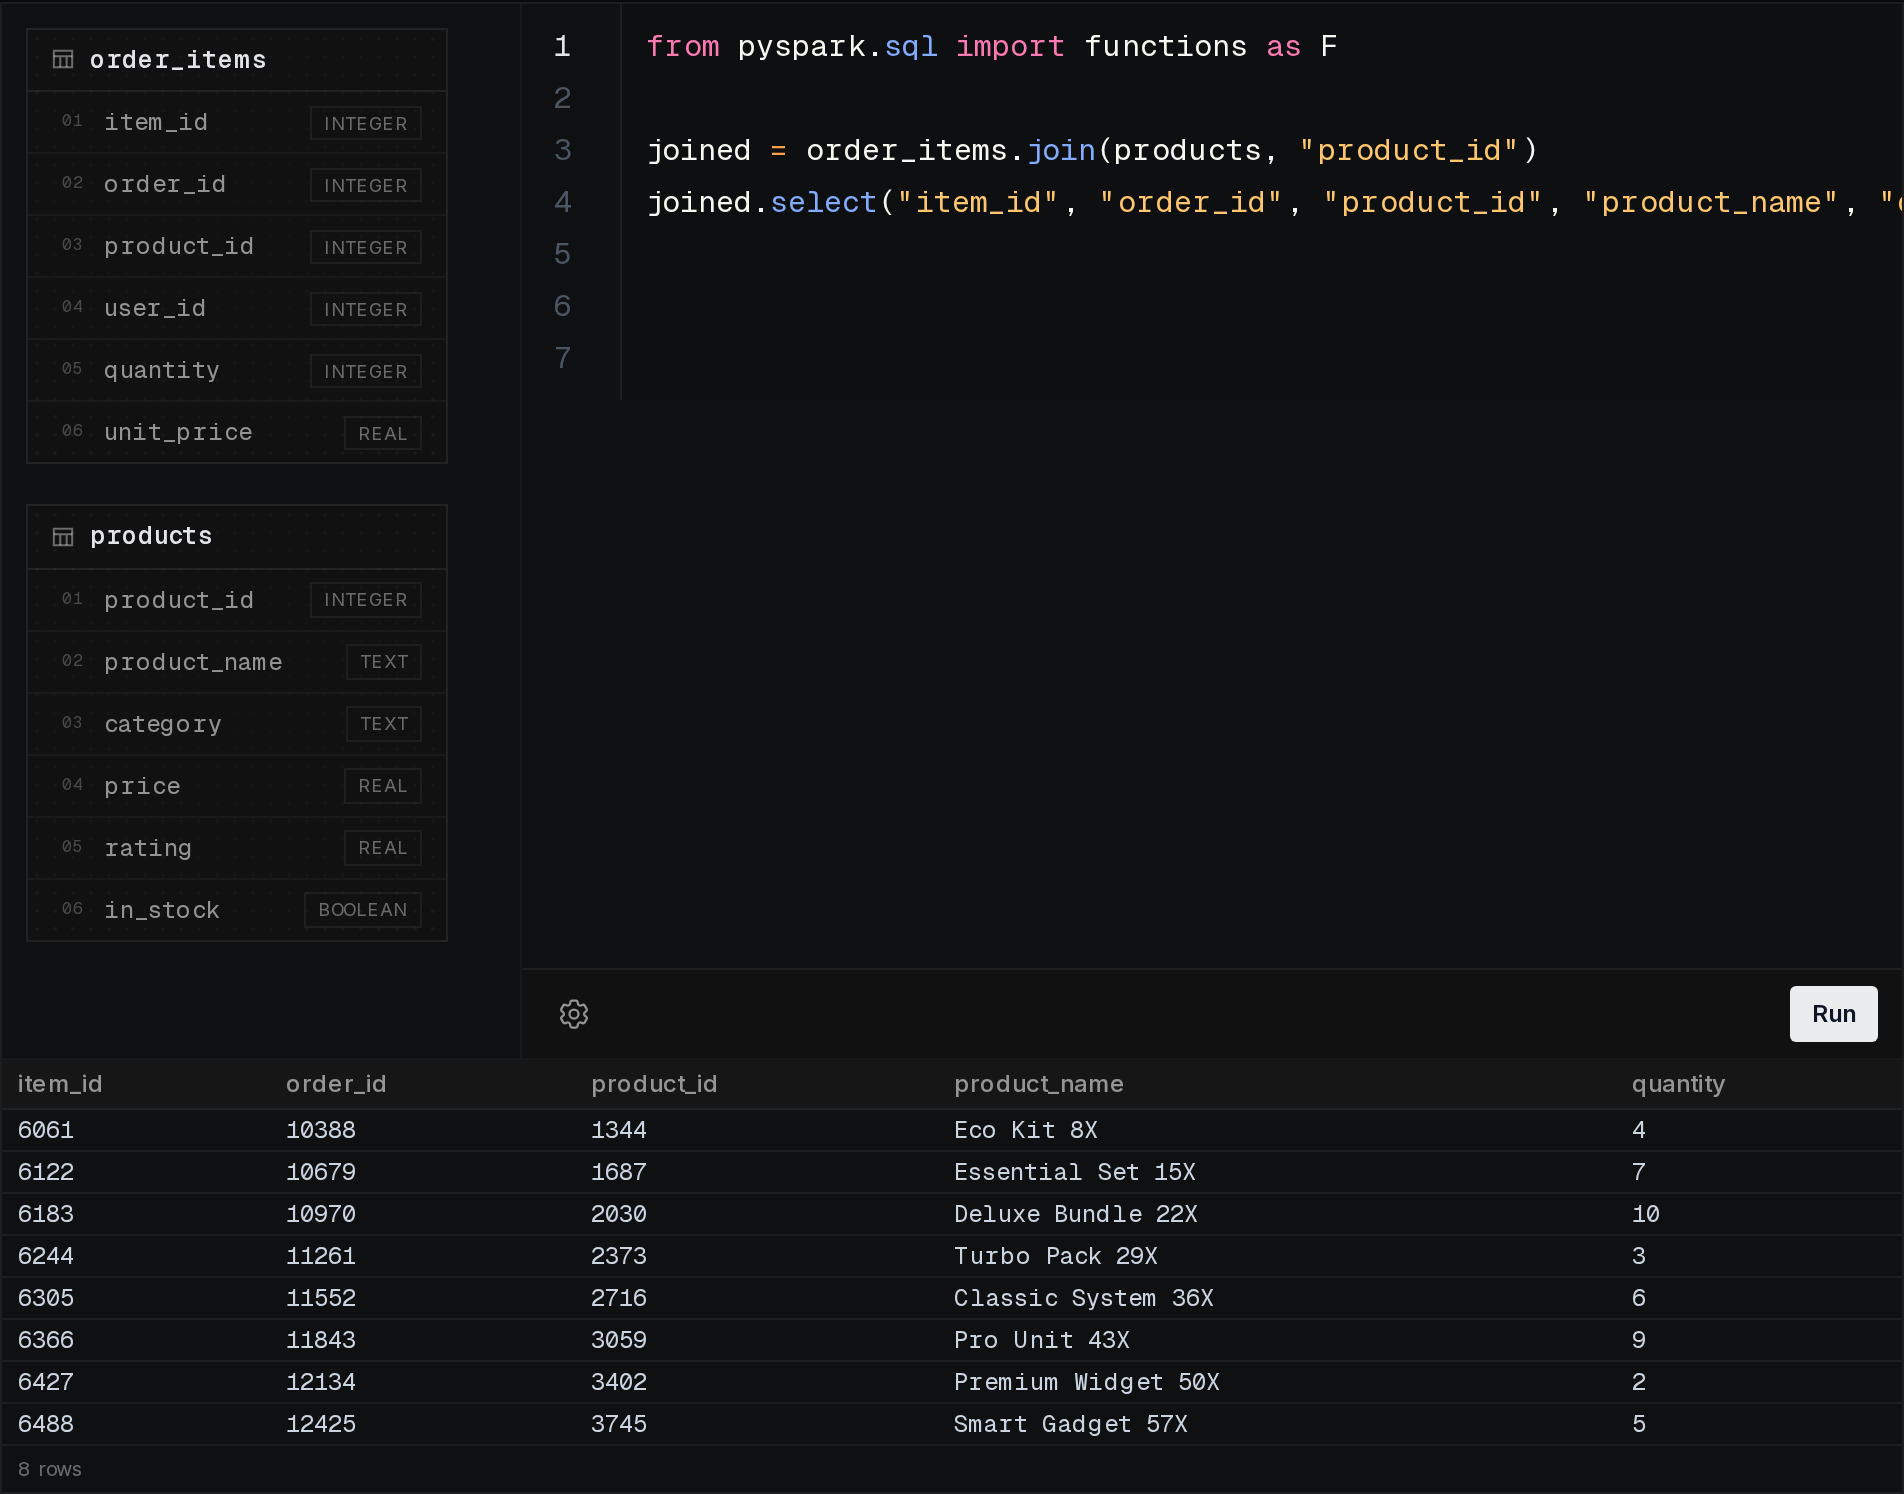 order_items
01 item_id INTEGER
02 order_id INTEGER
03 product_id INTEGER
04 user_id INTEGER
05 quantity INTEGER
06 unit_price REAL
products
01 product_id INTEGER
02 product_name TEXT
03 category TEXT
04 price REAL
05 rating REAL
06 in_stock BOOLEAN
1 from pyspark.sql import functions as F
2
3 joined = order_items.join(products, "product_id")
4 joined.select("item_id", "order_id", "product_id", "product_name", "
5
6
7
Run
item_id order_id product_id product_name quantity
6061 10388 1344 Eco Kit 8X 4
6122 10679 1687 Essential Set 15X 7
6183 10970 2030 Deluxe Bundle 22X 10
6244 11261 2373 Turbo Pack 29X 3
6305 11552 2716 Classic System 36X 6
6366 11843 3059 Pro Unit 43X 9
6427 12134 3402 Premium Widget 50X 2
6488 12425 3745 Smart Gadget 57X 5
8 rows